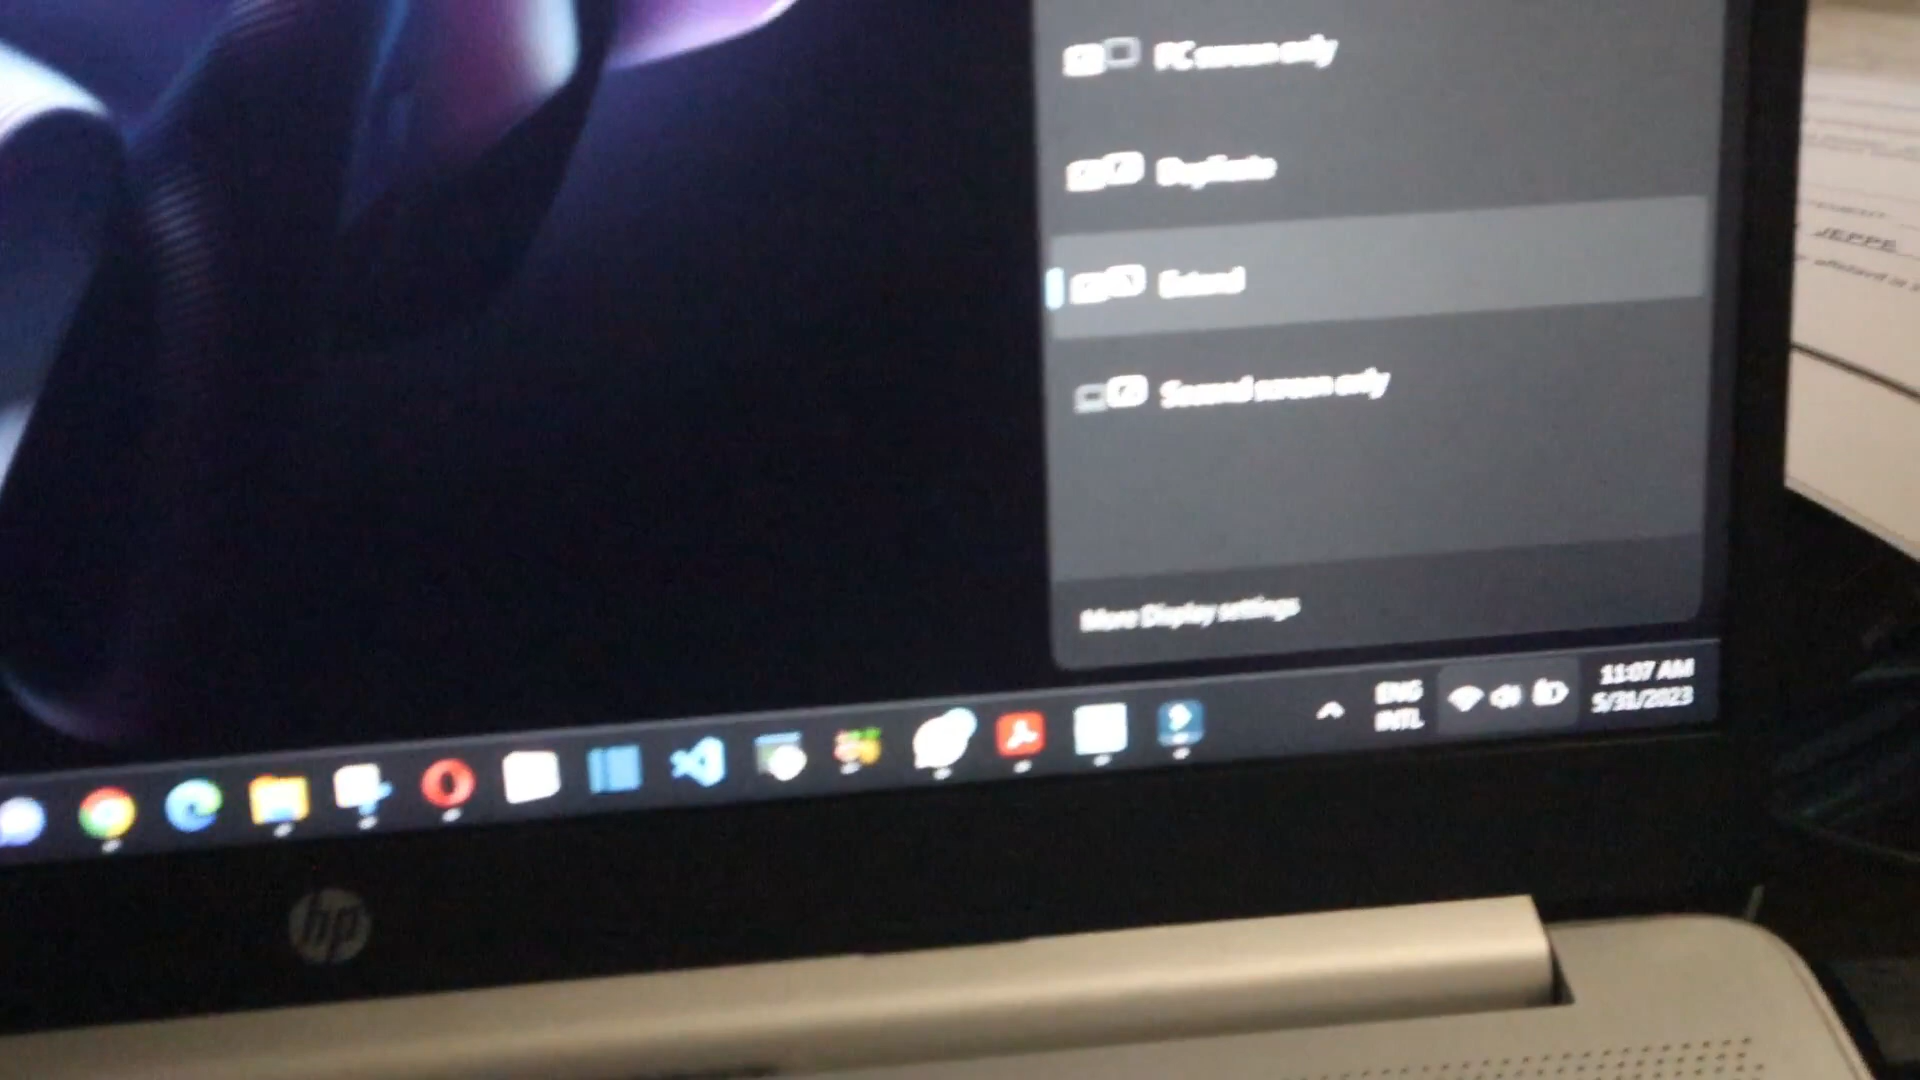 PC screen only
Duplicate
Extend
Second screen only
More Display settings
ENG
INTL
11:07 AM
5/31/2023
hp
JEPPE